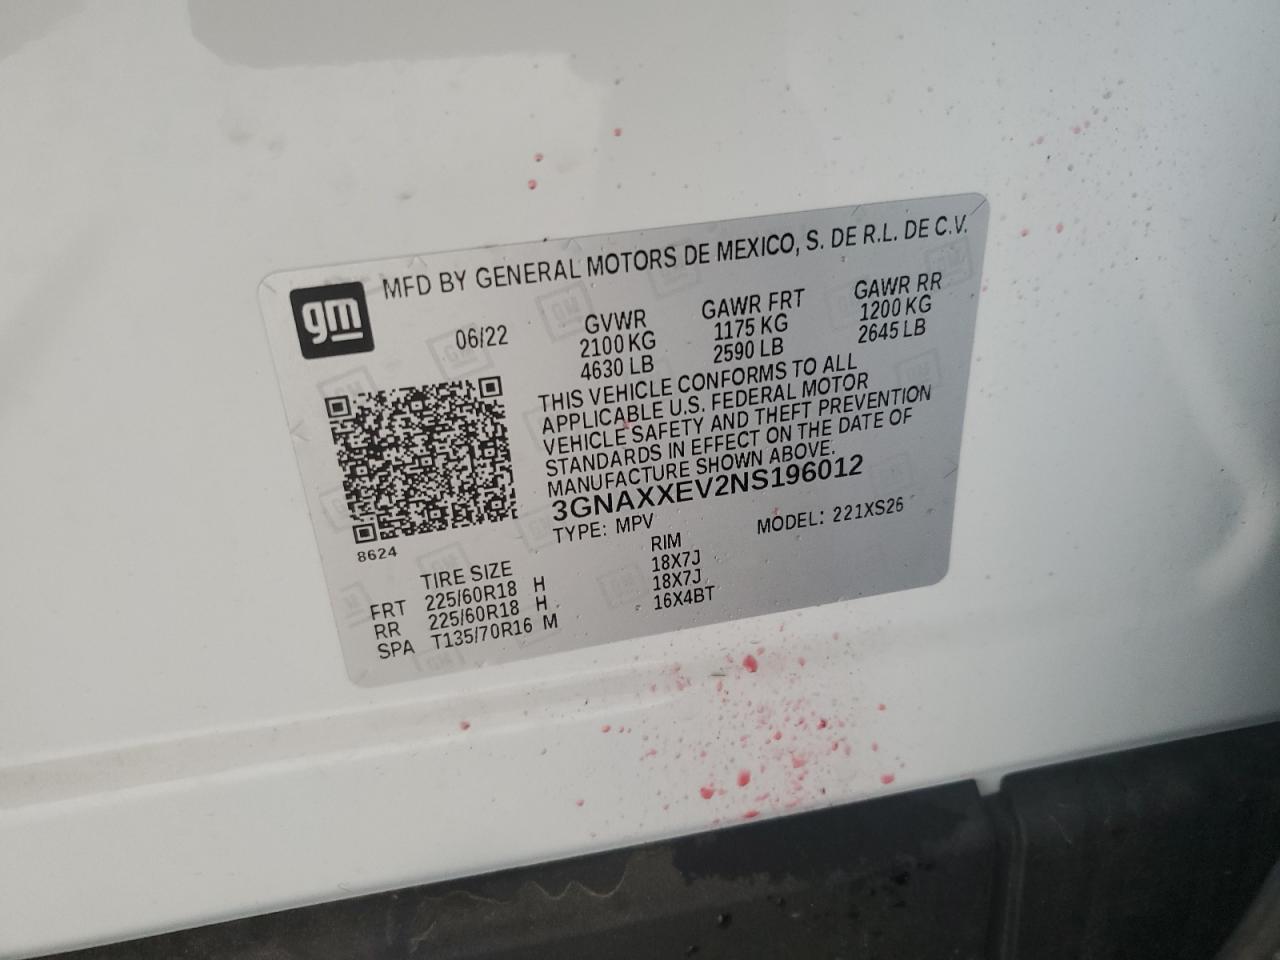 MFD BY GENERAL MOTORS DE MEXICO, S. DE R.L. DE C.V.
gm
06/22
GVWR
2100 KG
4630 LB
GAWR FRT
1175 KG
2590 LB
GAWR RR
1200 KG
2645 LB
THIS VEHICLE CONFORMS TO ALL
APPLICABLE U.S. FEDERAL MOTOR
VEHICLE SAFETY AND THEFT PREVENTION
STANDARDS IN EFFECT ON THE DATE OF
MANUFACTURE SHOWN ABOVE.
3GNAXXEV2NS196012
TYPE: MPV
MODEL: 221XS26
8624
TIRE SIZE RIM
FRT 225/60R18 H 18X7J
RR 225/60R18 H 18X7J
SPA T135/70R16 M 16X4BT